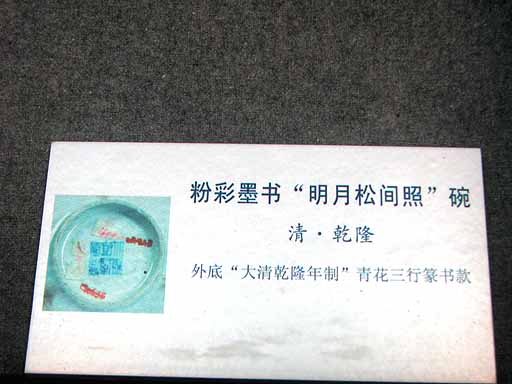 粉彩墨书“明月松间照”碗
清·乾隆
外底“大清乾隆年制”青花三行篆书款